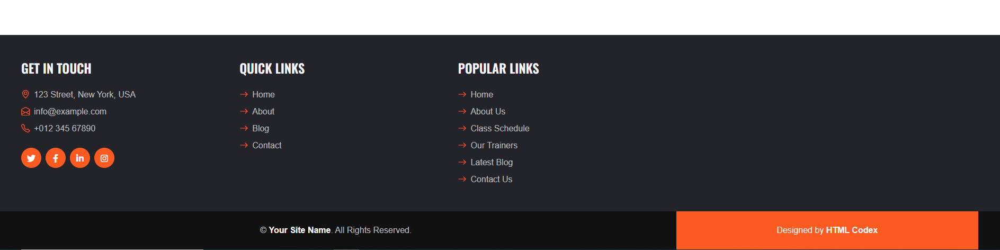 GET IN TOUCH
123 Street, New York, USA
info@example.com
+012 345 67890
QUICK LINKS
Home
About
Blog
Contact
POPULAR LINKS
Home
About Us
Class Schedule
Our Trainers
Latest Blog
Contact Us
© Your Site Name. All Rights Reserved.
Designed by HTML Codex